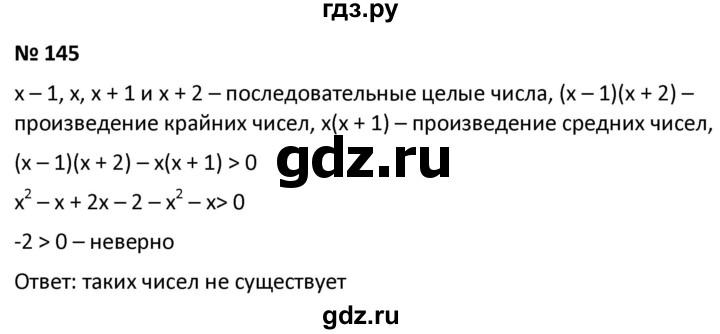 гдз.ру
№ 145
x – 1, x, x + 1 и x + 2 – последовательные целые числа, (x – 1)(x + 2) –
произведение крайних чисел, x(x + 1) – произведение средних чисел,
gdz.ru
(x – 1)(x + 2) – x(x + 1) > 0
x² – x + 2x – 2 – x² – x> 0
-2 > 0 – неверно
Ответ: таких чисел не существует
gdz.ru